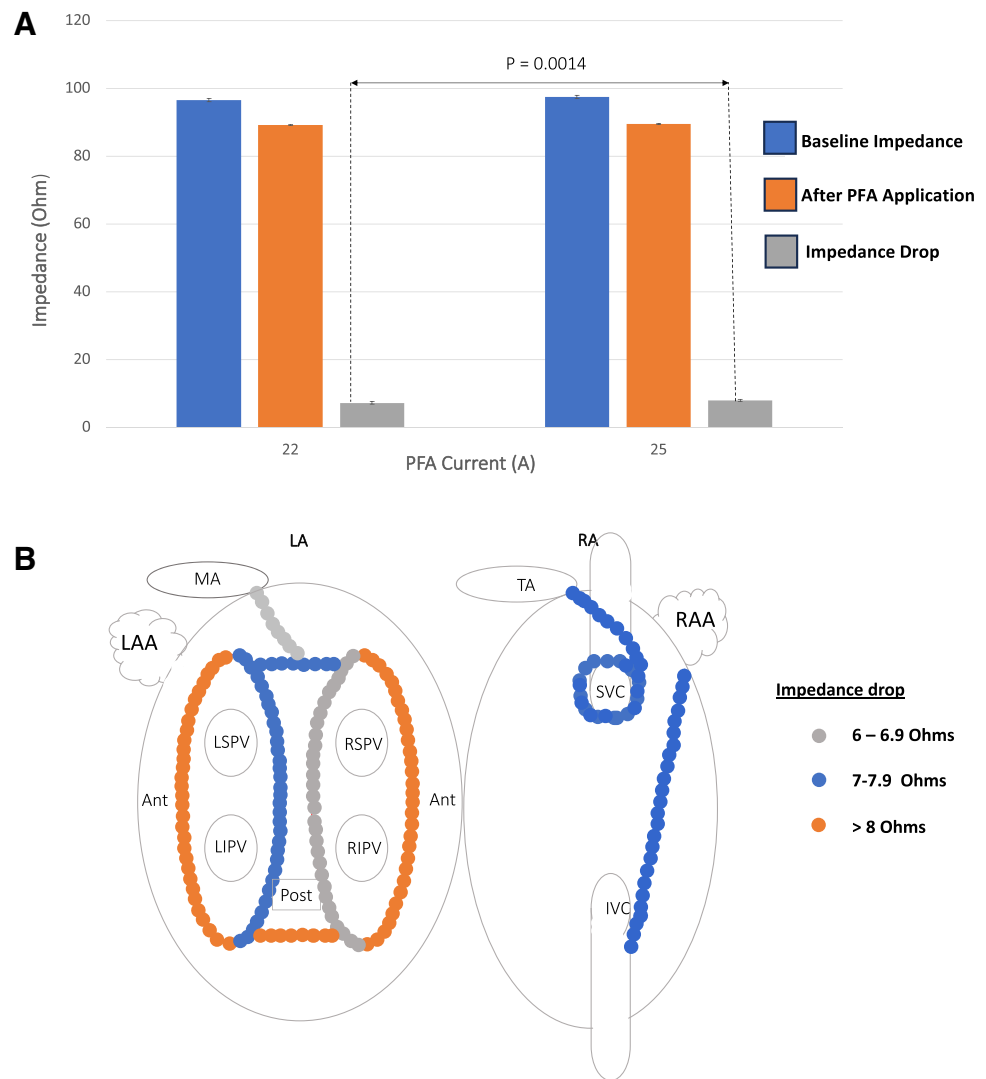 A
120
100
80
60
40
20
0
Impedance (Ohm)
P = 0.0014
22
25
PFA Current (A)
Baseline Impedance
After PFA Application
Impedance Drop
B
LA
RA
MA
TA
LAA
RAA
LSPV
RSPV
SVC
Ant
Ant
LIPV
RIPV
Post
IVC
Impedance drop
6 – 6.9 Ohms
7-7.9 Ohms
> 8 Ohms